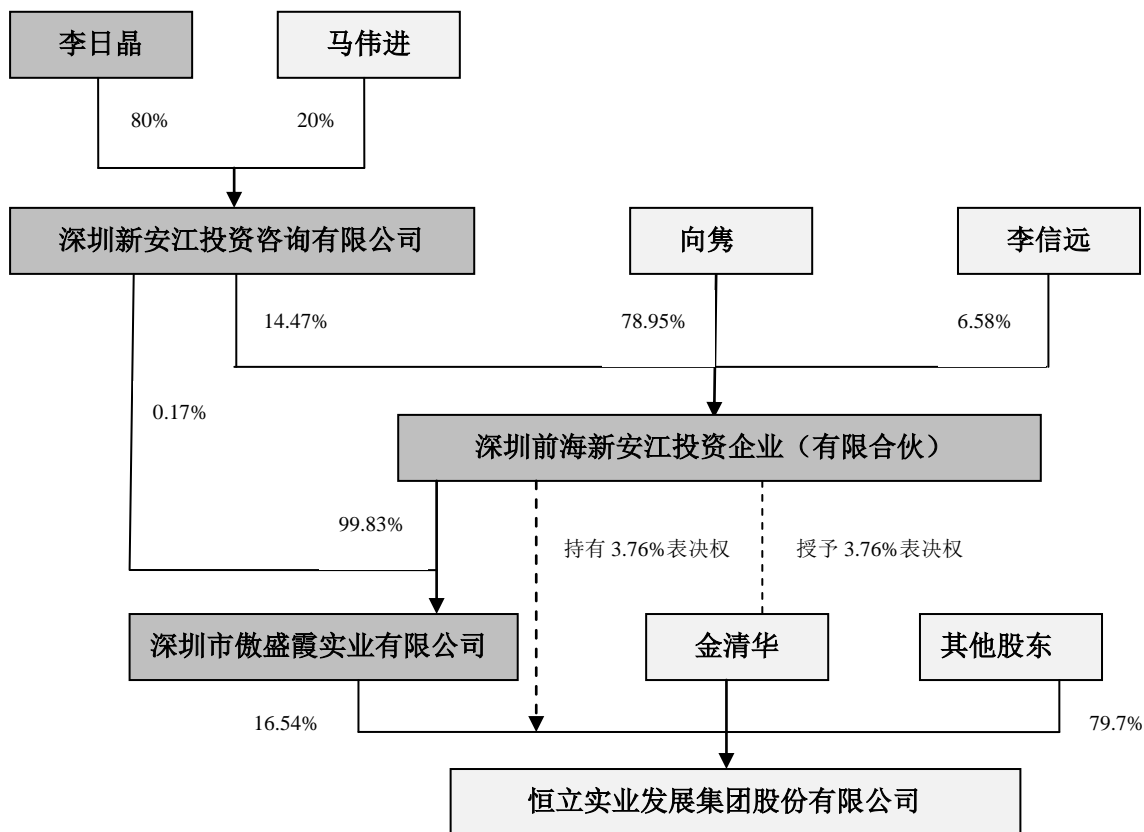 李日晶
马伟进
80%
20%
深圳新安江投资咨询有限公司
向隽
李信远
14.47%
78.95%
6.58%
0.17%
深圳前海新安江投资企业（有限合伙）
99.83%
持有 3.76%表决权
授予 3.76%表决权
深圳市傲盛霞实业有限公司
金清华
其他股东
16.54%
79.7%
恒立实业发展集团股份有限公司